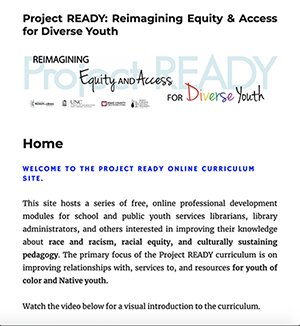 Project READY: Reimagining Equity & Access
for Diverse Youth
REIMAGINING
Project READY
Equity AND Access
FOR Diverse Youth
UNC
Home
WELCOME TO THE PROJECT READY ONLINE CURRICULUM
SITE.
This site hosts a series of free, online professional development
modules for school and public youth services librarians, library
administrators, and others interested in improving their knowledge
about race and racism, racial equity, and culturally sustaining
pedagogy. The primary focus of the Project READY curriculum is on
improving relationships with, services to, and resources for youth of
color and Native youth.
Watch the video below for a visual introduction to the curriculum.